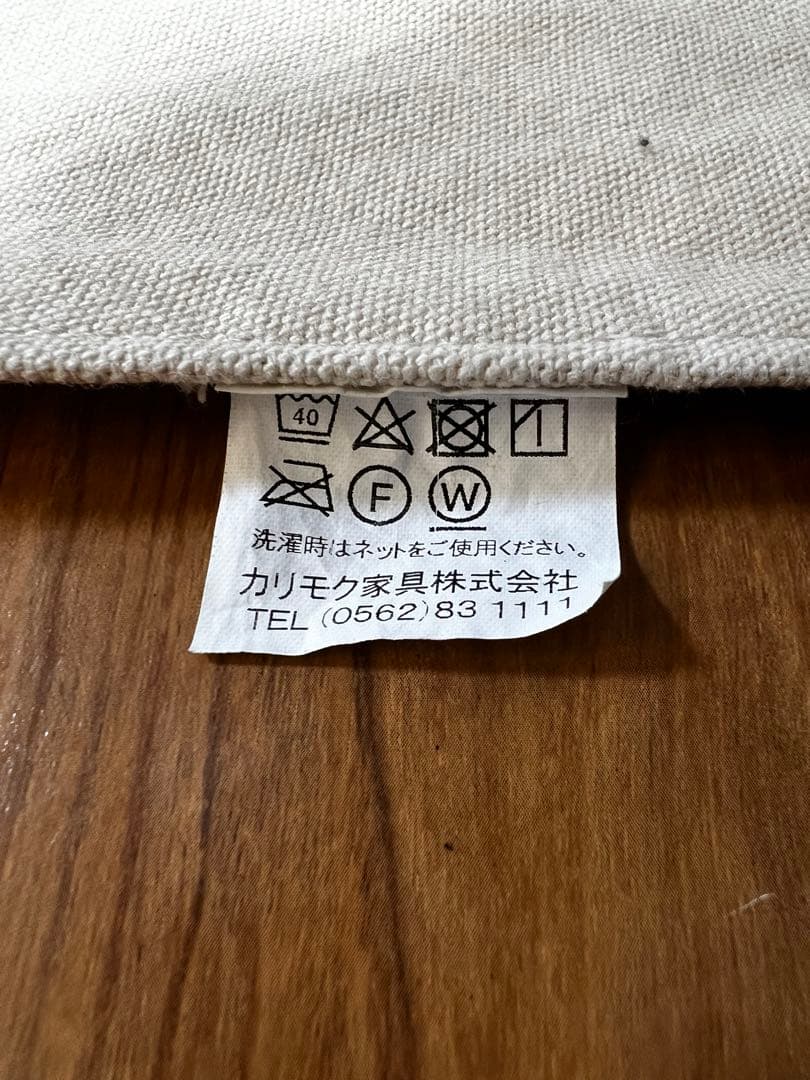 40
F W
洗濯時はネットをご使用ください。
カリモク家具株式会社
TEL (0562)83 1111